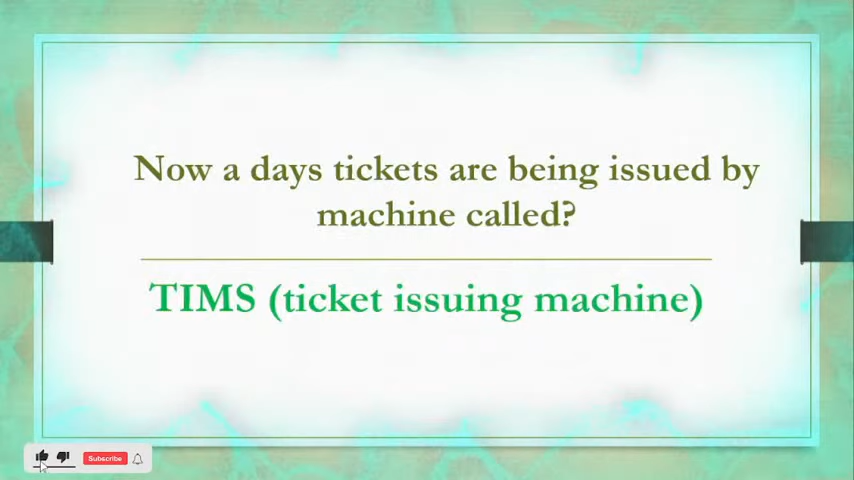 Now a days tickets are being issued by
machine called?
TIMS (ticket issuing machine)
Subscribe